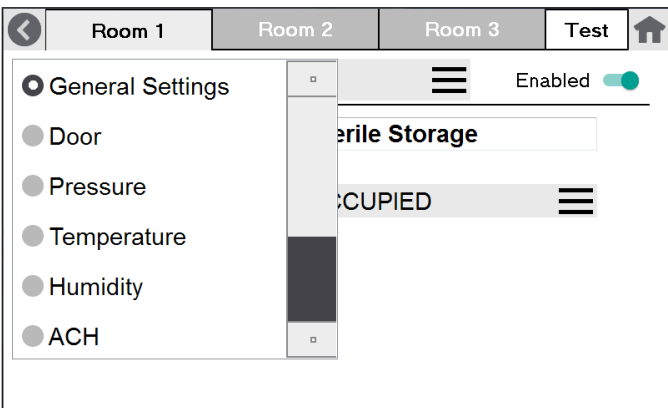 Room 1 Room 2 Room 3 Test
General Settings Enabled
Door erile Storage
Pressure CCUPIED
Temperature
Humidity
ACH